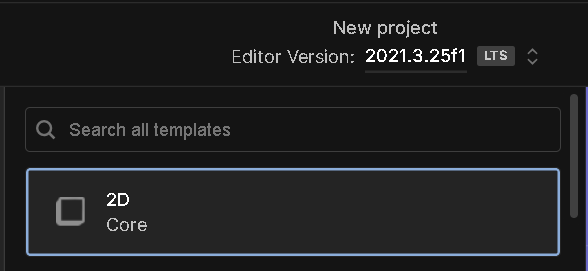 New project
Editor Version: 2021.3.25f1 LTS
Search all templates
2D
Core